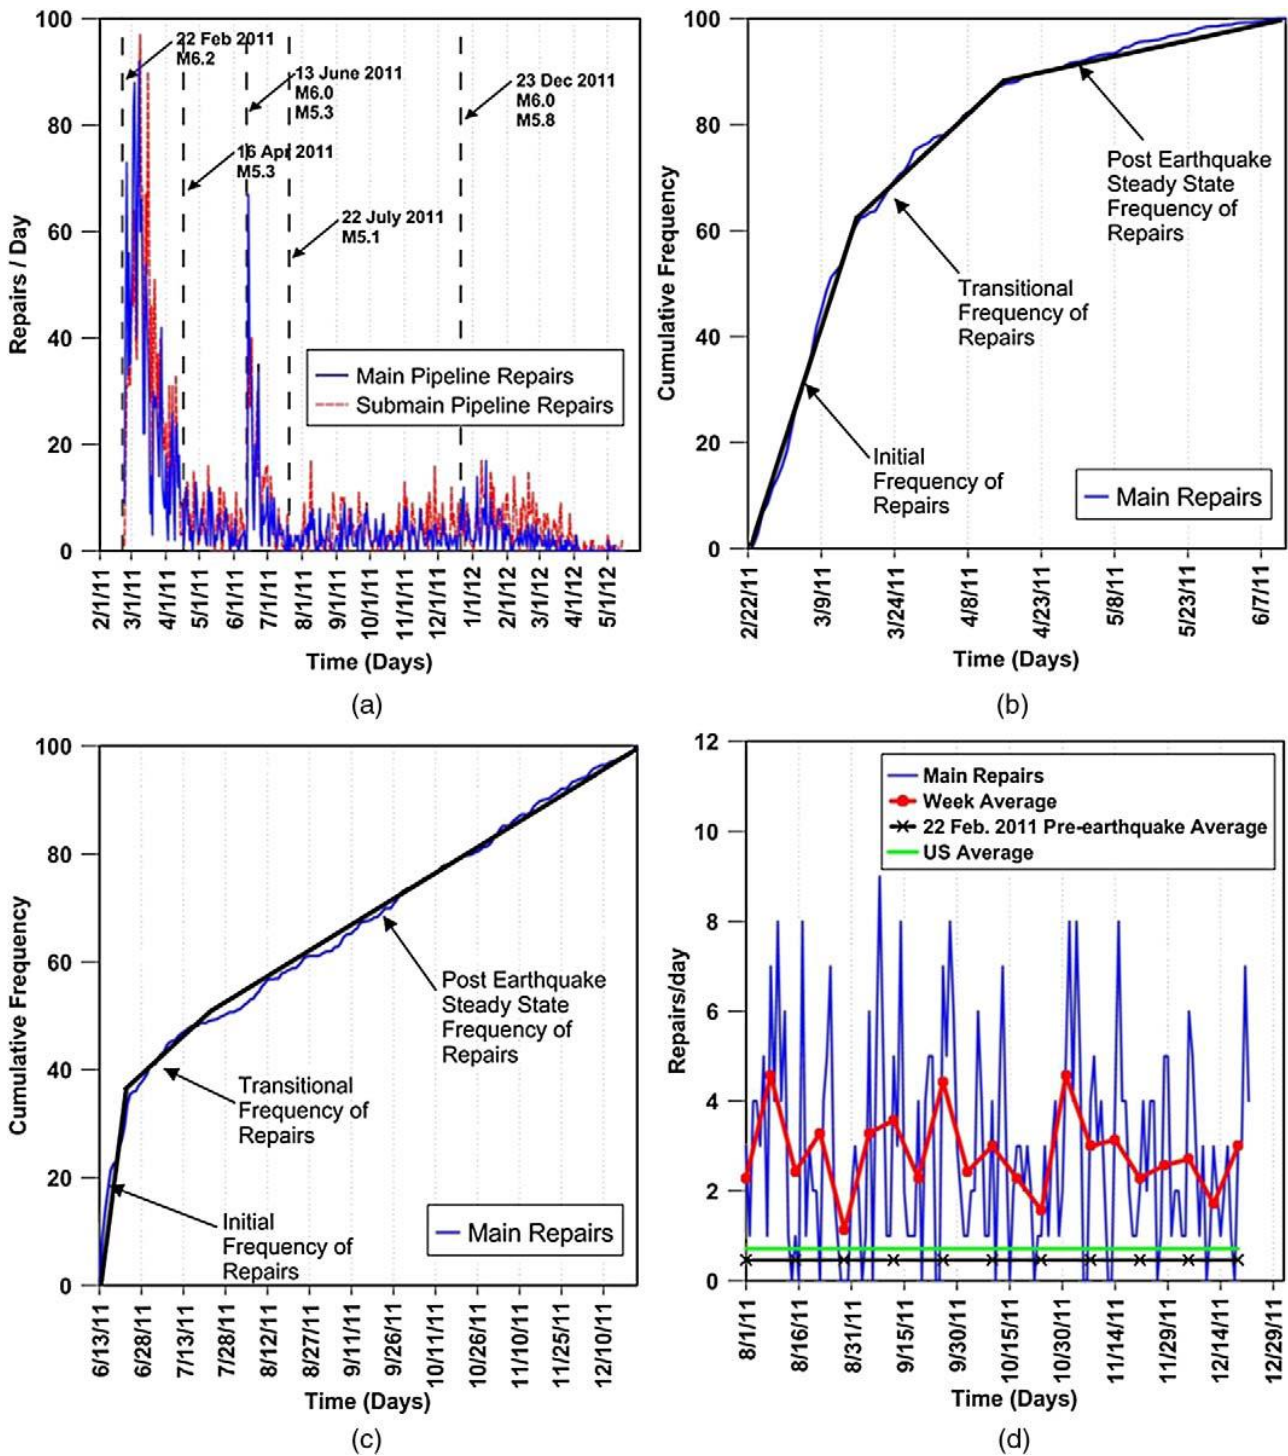 100
80
60
40
20
0
Repairs / Day
22 Feb 2011
M6.2
13 June 2011
M6.0
M5.3
16 Apr 2011
M5.3
22 July 2011
M5.1
23 Dec 2011
M6.0
M5.8
Main Pipeline Repairs
Submain Pipeline Repairs
2/1/11
3/1/11
4/1/11
5/1/11
6/1/11
7/1/11
8/1/11
9/1/11
10/1/11
11/1/11
12/1/11
1/1/12
2/1/12
3/1/12
4/1/12
5/1/12
Time (Days)
(a)
100
80
60
40
20
0
Cumulative Frequency
Post Earthquake
Steady State
Frequency of
Repairs
Transitional
Frequency of
Repairs
Initial
Frequency of
Repairs
Main Repairs
2/22/11
3/9/11
3/24/11
4/8/11
4/23/11
5/8/11
5/23/11
6/7/11
Time (Days)
(b)
100
80
60
40
20
0
Cumulative Frequency
Post Earthquake
Steady State
Frequency of
Repairs
Transitional
Frequency of
Repairs
Initial
Frequency of
Repairs
Main Repairs
6/13/11
6/28/11
7/13/11
7/28/11
8/12/11
8/27/11
9/11/11
9/26/11
10/11/11
10/26/11
11/10/11
11/25/11
12/10/11
Time (Days)
(c)
12
10
8
6
4
2
0
Repairs/day
Main Repairs
Week Average
22 Feb. 2011 Pre-earthquake Average
US Average
8/1/11
8/16/11
8/31/11
9/15/11
9/30/11
10/15/11
10/30/11
11/14/11
11/29/11
12/14/11
12/29/11
Time (Days)
(d)